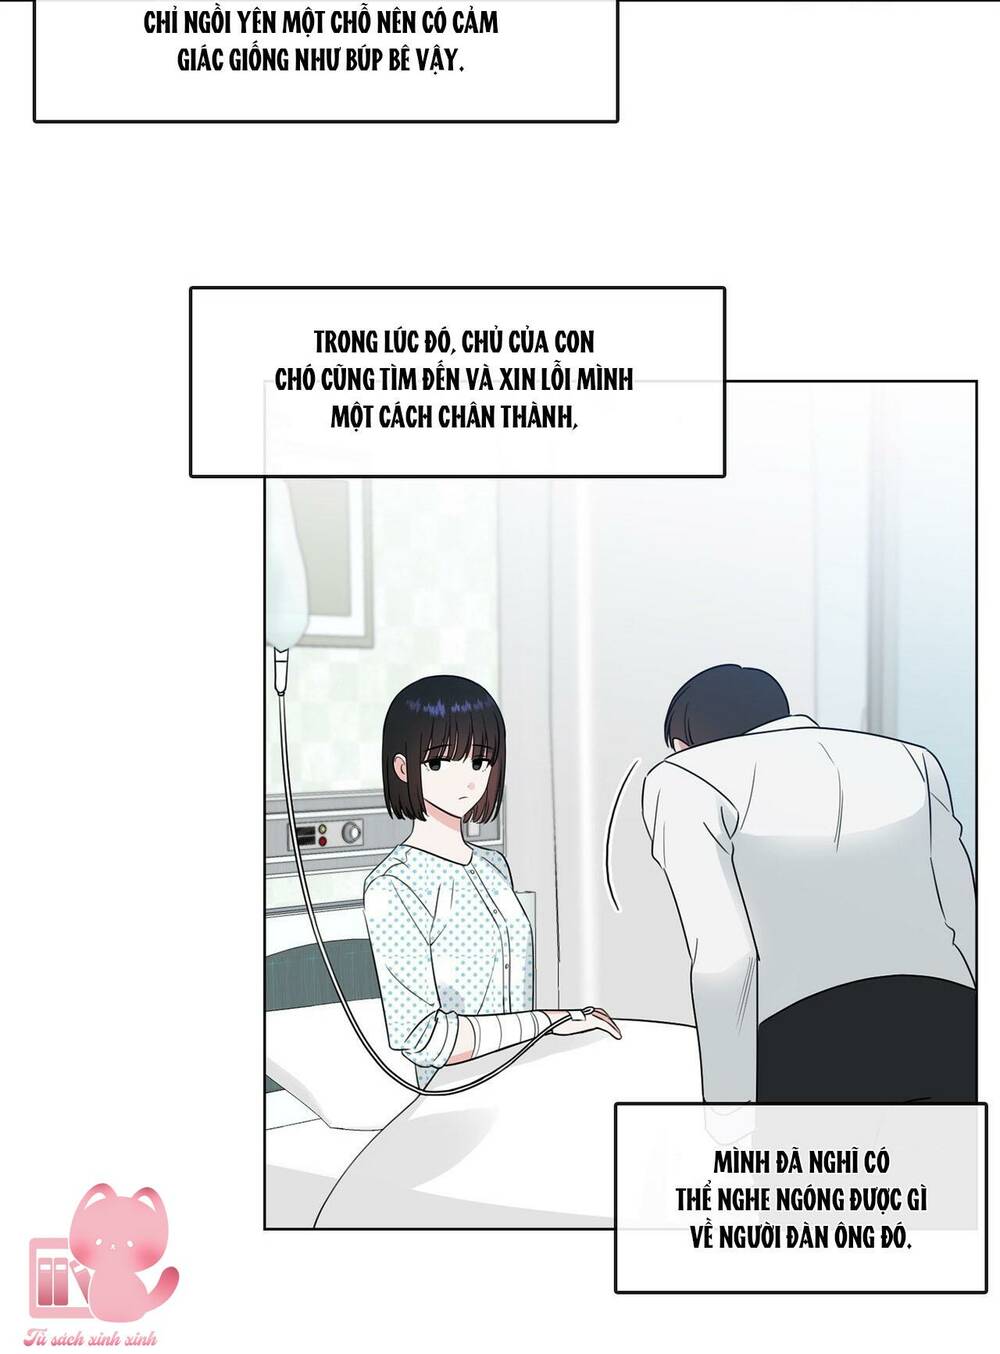 CHỈ NGỒI YÊN MỘT CHỖ NÊN CÓ CẢM
GIÁC GIỐNG NHƯ BÚP BÊ VẬY.
TRONG LÚC ĐÓ, CHỦ CỦA CON
CHÓ CŨNG TÌM ĐẾN VÀ XIN LỖI MÌNH
MỘT CÁCH CHÂN THÀNH,
MÌNH ĐÃ NGHĨ CÓ
THỂ NGHE NGÓNG ĐƯỢC GÌ
VỀ NGƯỜI ĐÀN ÔNG ĐÓ.
Tủ sách xinh xinh